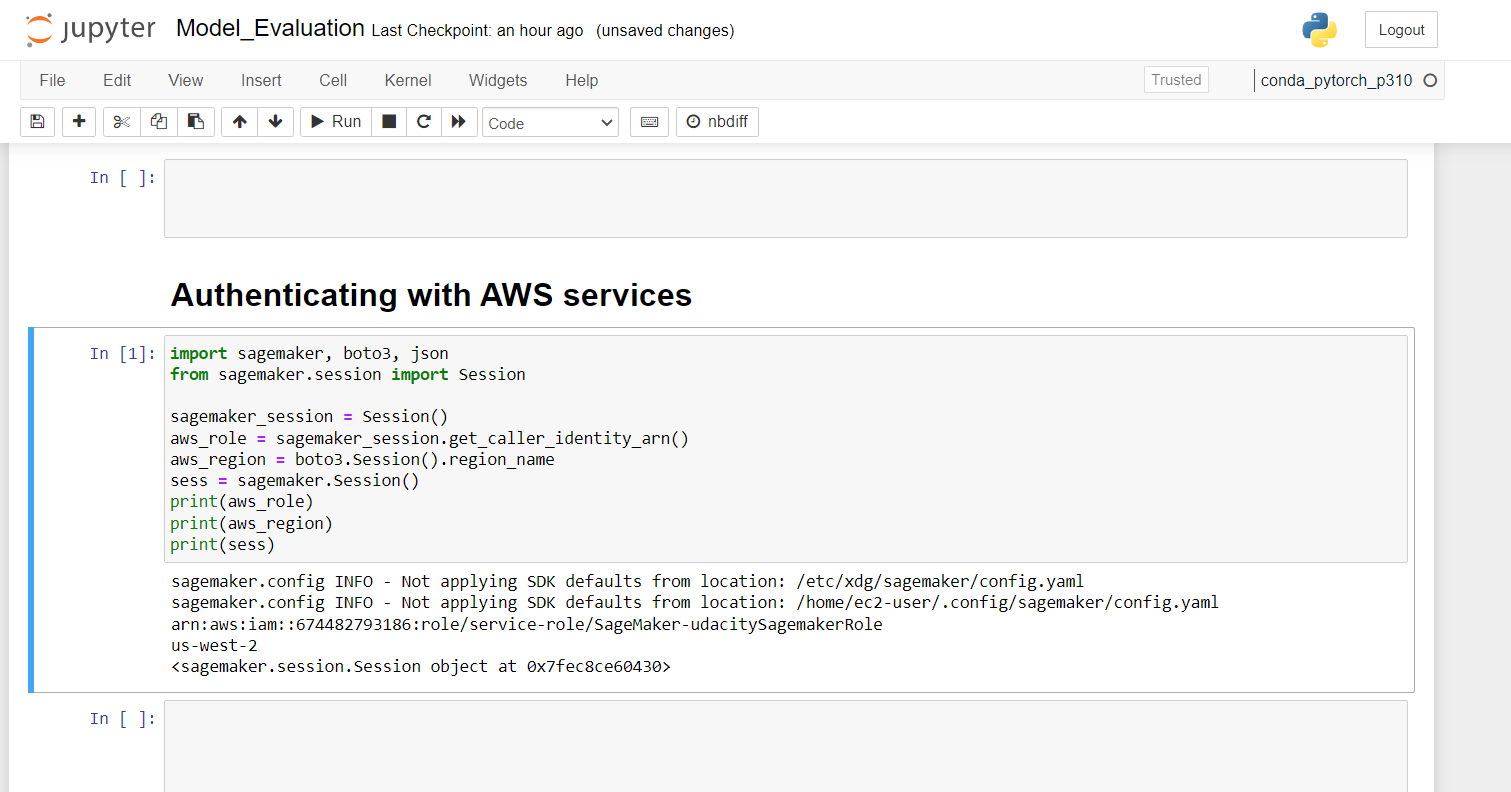 jupyter Model_Evaluation Last Checkpoint: an hour ago (unsaved changes) Logout
File Edit View Insert Cell Kernel Widgets Help Trusted conda_pytorch_p310
Run Code nbdiff
In [ ]:
Authenticating with AWS services
In [1]: import sagemaker, boto3, json
from sagemaker.session import Session
sagemaker_session = Session()
aws_role = sagemaker_session.get_caller_identity_arn()
aws_region = boto3.Session().region_name
sess = sagemaker.Session()
print(aws_role)
print(aws_region)
print(sess)
sagemaker.config INFO - Not applying SDK defaults from location: /etc/xdg/sagemaker/config.yaml
sagemaker.config INFO - Not applying SDK defaults from location: /home/ec2-user/.config/sagemaker/config.yaml
arn:aws:iam::674482793186:role/service-role/SageMaker-udacitySagemakerRole
us-west-2
<sagemaker.session.Session object at 0x7fec8ce60430>
In [ ]: